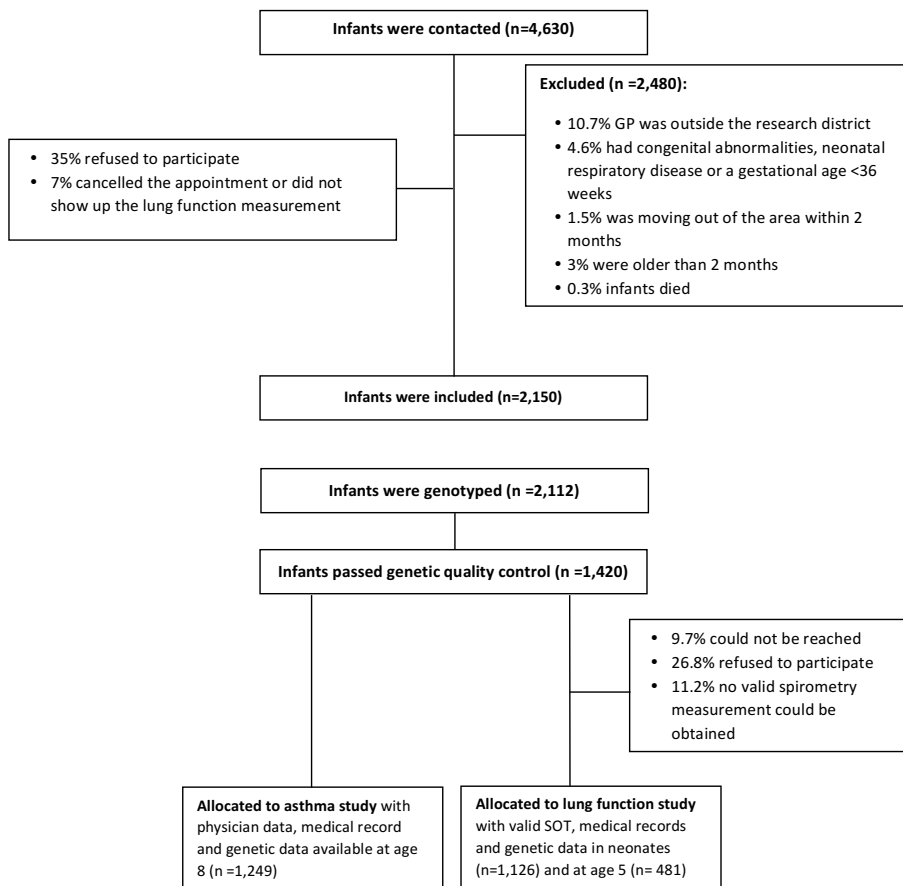 Infants were contacted (n=4,630)
Excluded (n =2,480):
• 10.7% GP was outside the research district
• 4.6% had congenital abnormalities, neonatal
respiratory disease or a gestational age <36
weeks
• 1.5% was moving out of the area within 2
months
• 3% were older than 2 months
• 0.3% infants died
• 35% refused to participate
• 7% cancelled the appointment or did not
show up the lung function measurement
Infants were included (n=2,150)
Infants were genotyped (n =2,112)
Infants passed genetic quality control (n =1,420)
• 9.7% could not be reached
• 26.8% refused to participate
• 11.2% no valid spirometry
measurement could be
obtained
Allocated to asthma study with
physician data, medical record
and genetic data available at age
8 (n =1,249)
Allocated to lung function study
with valid SOT, medical records
and genetic data in neonates
(n=1,126) and at age 5 (n= 481)